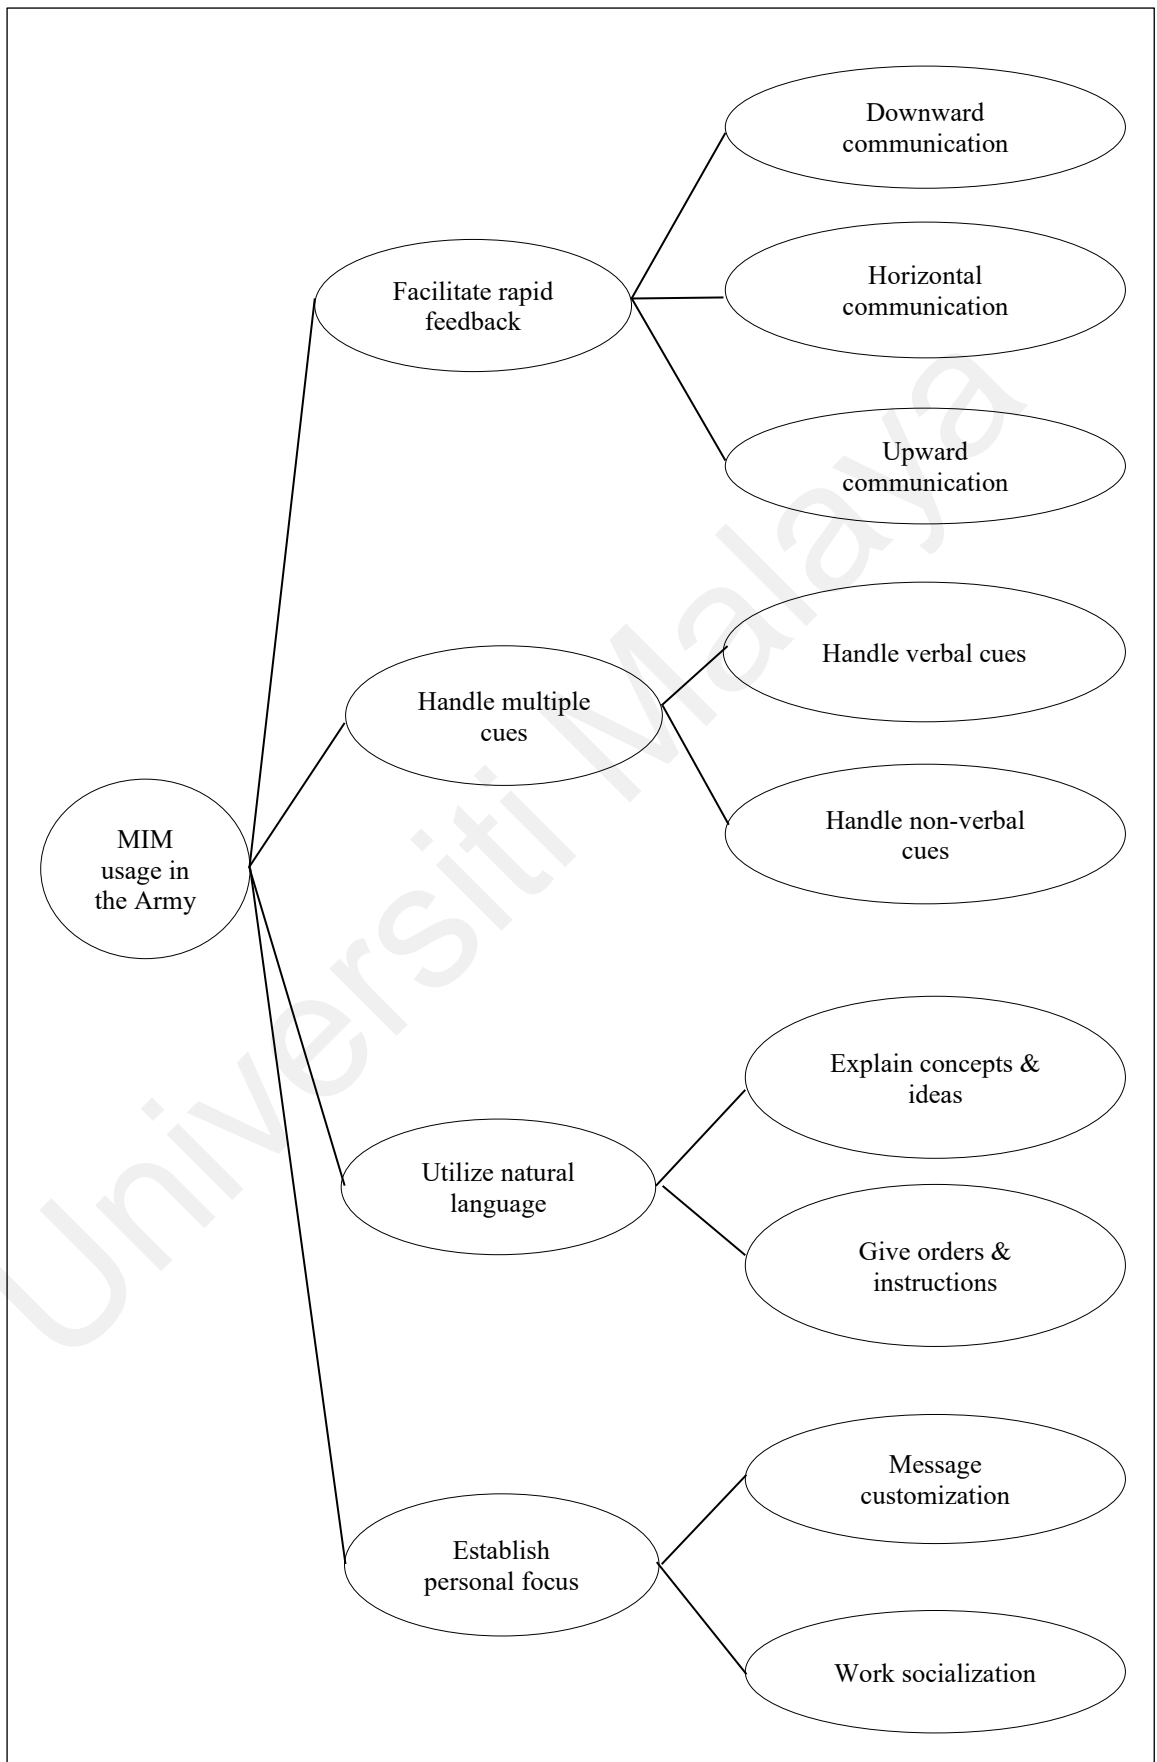 Downward
communication
Horizontal
communication
Facilitate rapid
feedback
Upward
communication
Handle verbal cues
Handle multiple
cues
Handle non-verbal
cues
MIM
usage in
the Army
Explain concepts &
ideas
Utilize natural
language
Give orders &
instructions
Message
customization
Establish
personal focus
Work socialization
Universiti Malaya